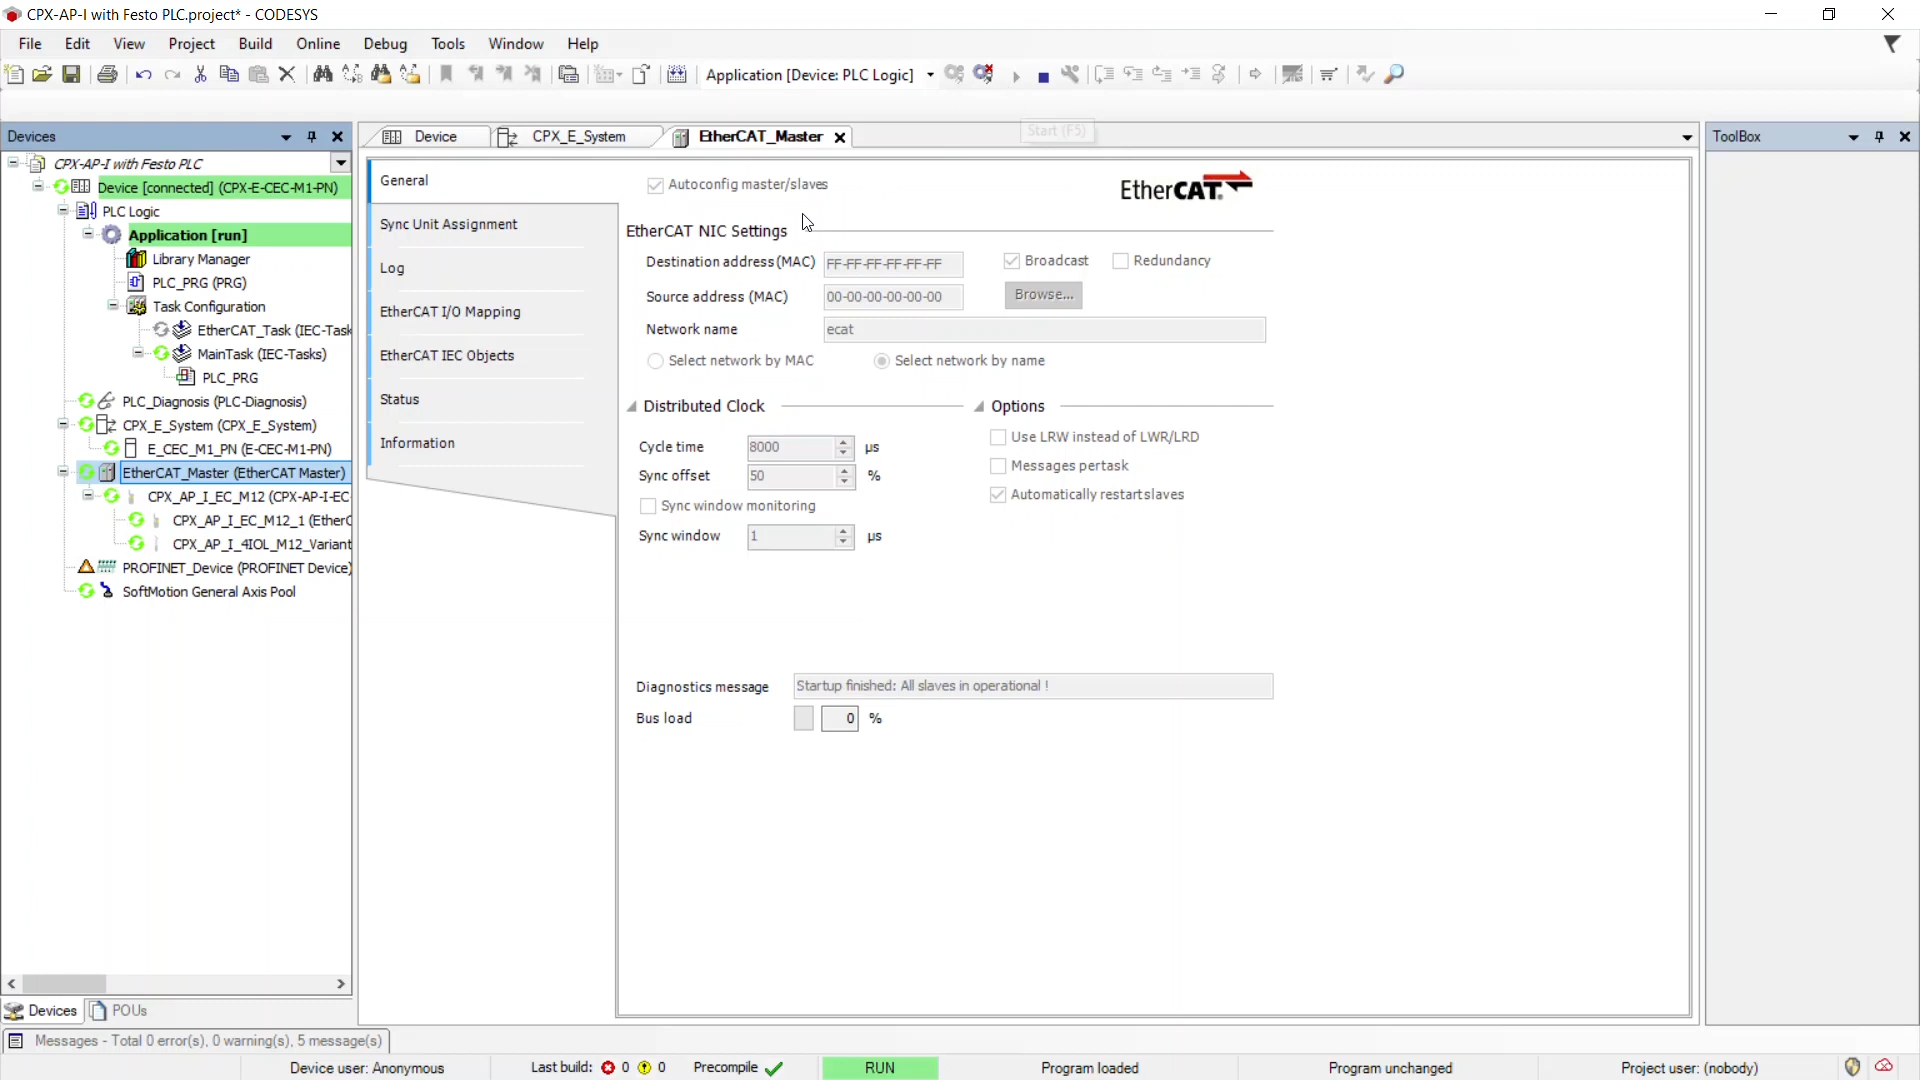 CPX-AP-I with Festo PLC.project* - CODESYS
File Edit View Project Build Online Debug Tools Window Help
Application [Device: PLC Logic]
Devices
Device
CPX_E_System
EtherCAT_Master
Start (F5)
ToolBox
CPX-AP-I with Festo PLC
Device [connected] (CPX-E-CEC-M1-PN)
PLC Logic
Application [run]
Library Manager
PLC_PRG (PRG)
Task Configuration
EtherCAT_Task (IEC-Task
MainTask (IEC-Tasks)
PLC_PRG
PLC_Diagnosis (PLC-Diagnosis)
CPX_E_System (CPX_E_System)
E_CEC_M1_PN (E-CEC-M1-PN)
EtherCAT_Master (EtherCAT Master)
CPX_AP_I_EC_M12 (CPX-AP-I-EC-
CPX_AP_I_EC_M12_1 (EtherC
CPX_AP_I_4IOL_M12_Variant
PROFINET_Device (PROFINET Device)
SoftMotion General Axis Pool
General
Sync Unit Assignment
Log
EtherCAT I/O Mapping
EtherCAT IEC Objects
Status
Information
Autoconfig master/slaves
EtherCAT®
EtherCAT NIC Settings
Destination address (MAC) FF-FF-FF-FF-FF-FF Broadcast Redundancy
Source address (MAC) 00-00-00-00-00-00 Browse...
Network name ecat
Select network by MAC Select network by name
Distributed Clock
Cycle time 8000 µs
Sync offset 50 %
Sync window monitoring
Sync window 1 µs
Options
Use LRW instead of LWR/LRD
Messages per task
Automatically restart slaves
Diagnostics message Startup finished: All slaves in operational !
Bus load 0 %
Devices POUs
Messages - Total 0 error(s), 0 warning(s), 5 message(s)
Device user: Anonymous Last build: 0 0 Precompile RUN Program loaded Program unchanged Project user: (nobody)